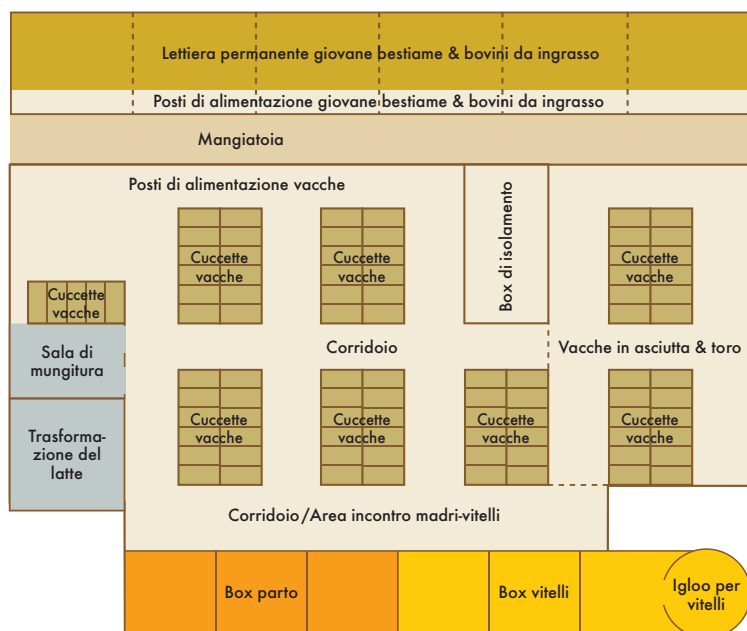 Lettiera permanente giovane bestiame & bovini da ingrasso
Posti di alimentazione giovane bestiame & bovini da ingrasso
Mangiatoia
Posti di alimentazione vacche
Box di isolamento
Cuccette
vacche
Cuccette
vacche
Cuccette
vacche
Cuccette
vacche
Sala di
mungitura
Corridoio
Vacche in asciutta & toro
Cuccette
vacche
Cuccette
vacche
Cuccette
vacche
Cuccette
vacche
Trasforma-
zione del
latte
Corridoio/Area incontro madri-vitelli
Box parto
Box vitelli
Igloo per
vitelli